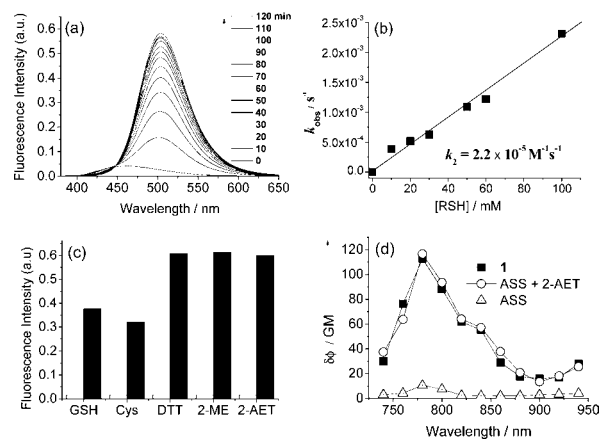 (a)
Fluorescence Intensity (a.u.)
0.6
0.5
0.4
0.3
0.2
0.1
0.0
400 450 500 550 600 650
Wavelength / nm
120 min
110
100
90
80
70
60
50
40
30
20
10
0
(b)
k obs / s⁻¹
2.5x10⁻³
2.0x10⁻³
1.5x10⁻³
1.0x10⁻³
5.0x10⁻⁴
0.0
k₂ = 2.2 x 10⁻⁵ M⁻¹s⁻¹
0 20 40 60 80 100
[RSH] / mM
(c)
Fluorescence Intensity (a.u)
0.7
0.6
0.5
0.4
0.3
0.2
0.1
0.0
GSH Cys DTT 2-ME 2-AET
(d)
δϕ / GM
120
100
80
60
40
20
0
1
ASS + 2-AET
ASS
750 800 850 900 950
Wavelength / nm